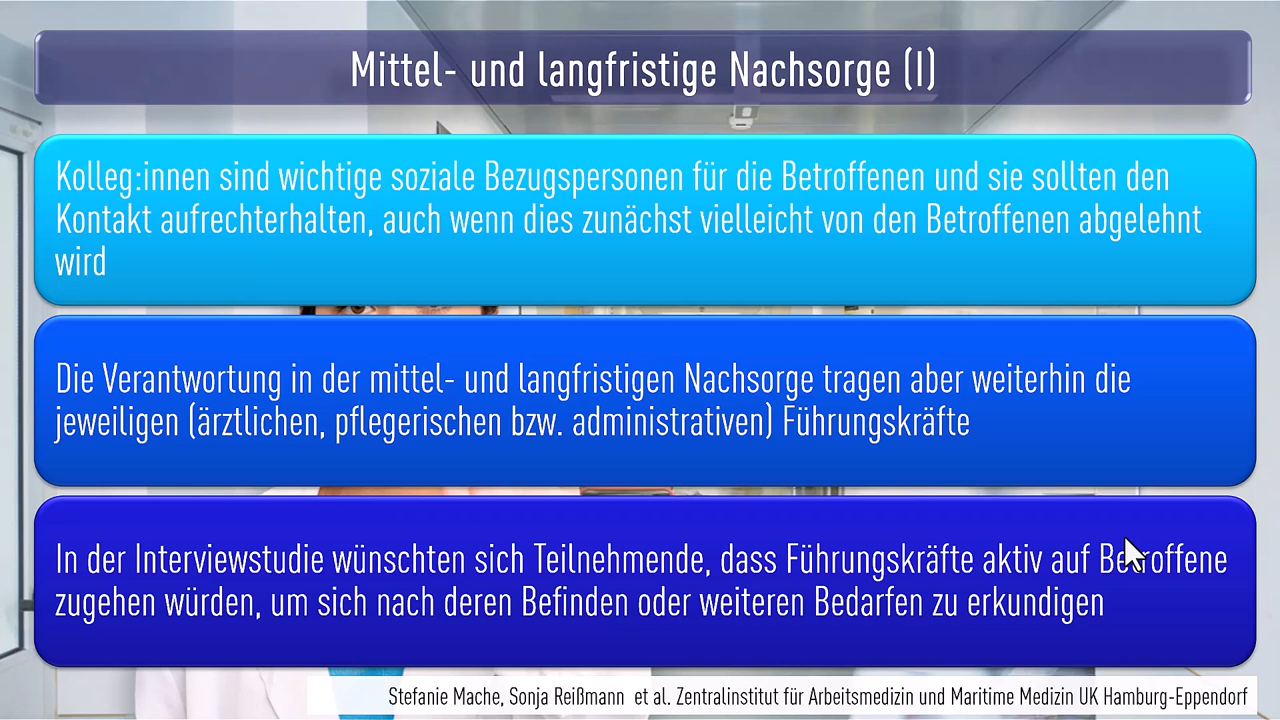 Mittel- und langfristige Nachsorge (I)
Kolleg:innen sind wichtige soziale Bezugspersonen für die Betroffenen und sie sollten den
Kontakt aufrechterhalten, auch wenn dies zunächst vielleicht von den Betroffenen abgelehnt
wird
Die Verantwortung in der mittel- und langfristigen Nachsorge tragen aber weiterhin die
jeweiligen (ärztlichen, pflegerischen bzw. administrativen) Führungskräfte
In der Interviewstudie wünschten sich Teilnehmende, dass Führungskräfte aktiv auf Betroffene
zugehen würden, um sich nach deren Befinden oder weiteren Bedarfen zu erkundigen
Stefanie Mache, Sonja Reißmann et al. Zentralinstitut für Arbeitsmedizin und Maritime Medizin UK Hamburg-Eppendorf